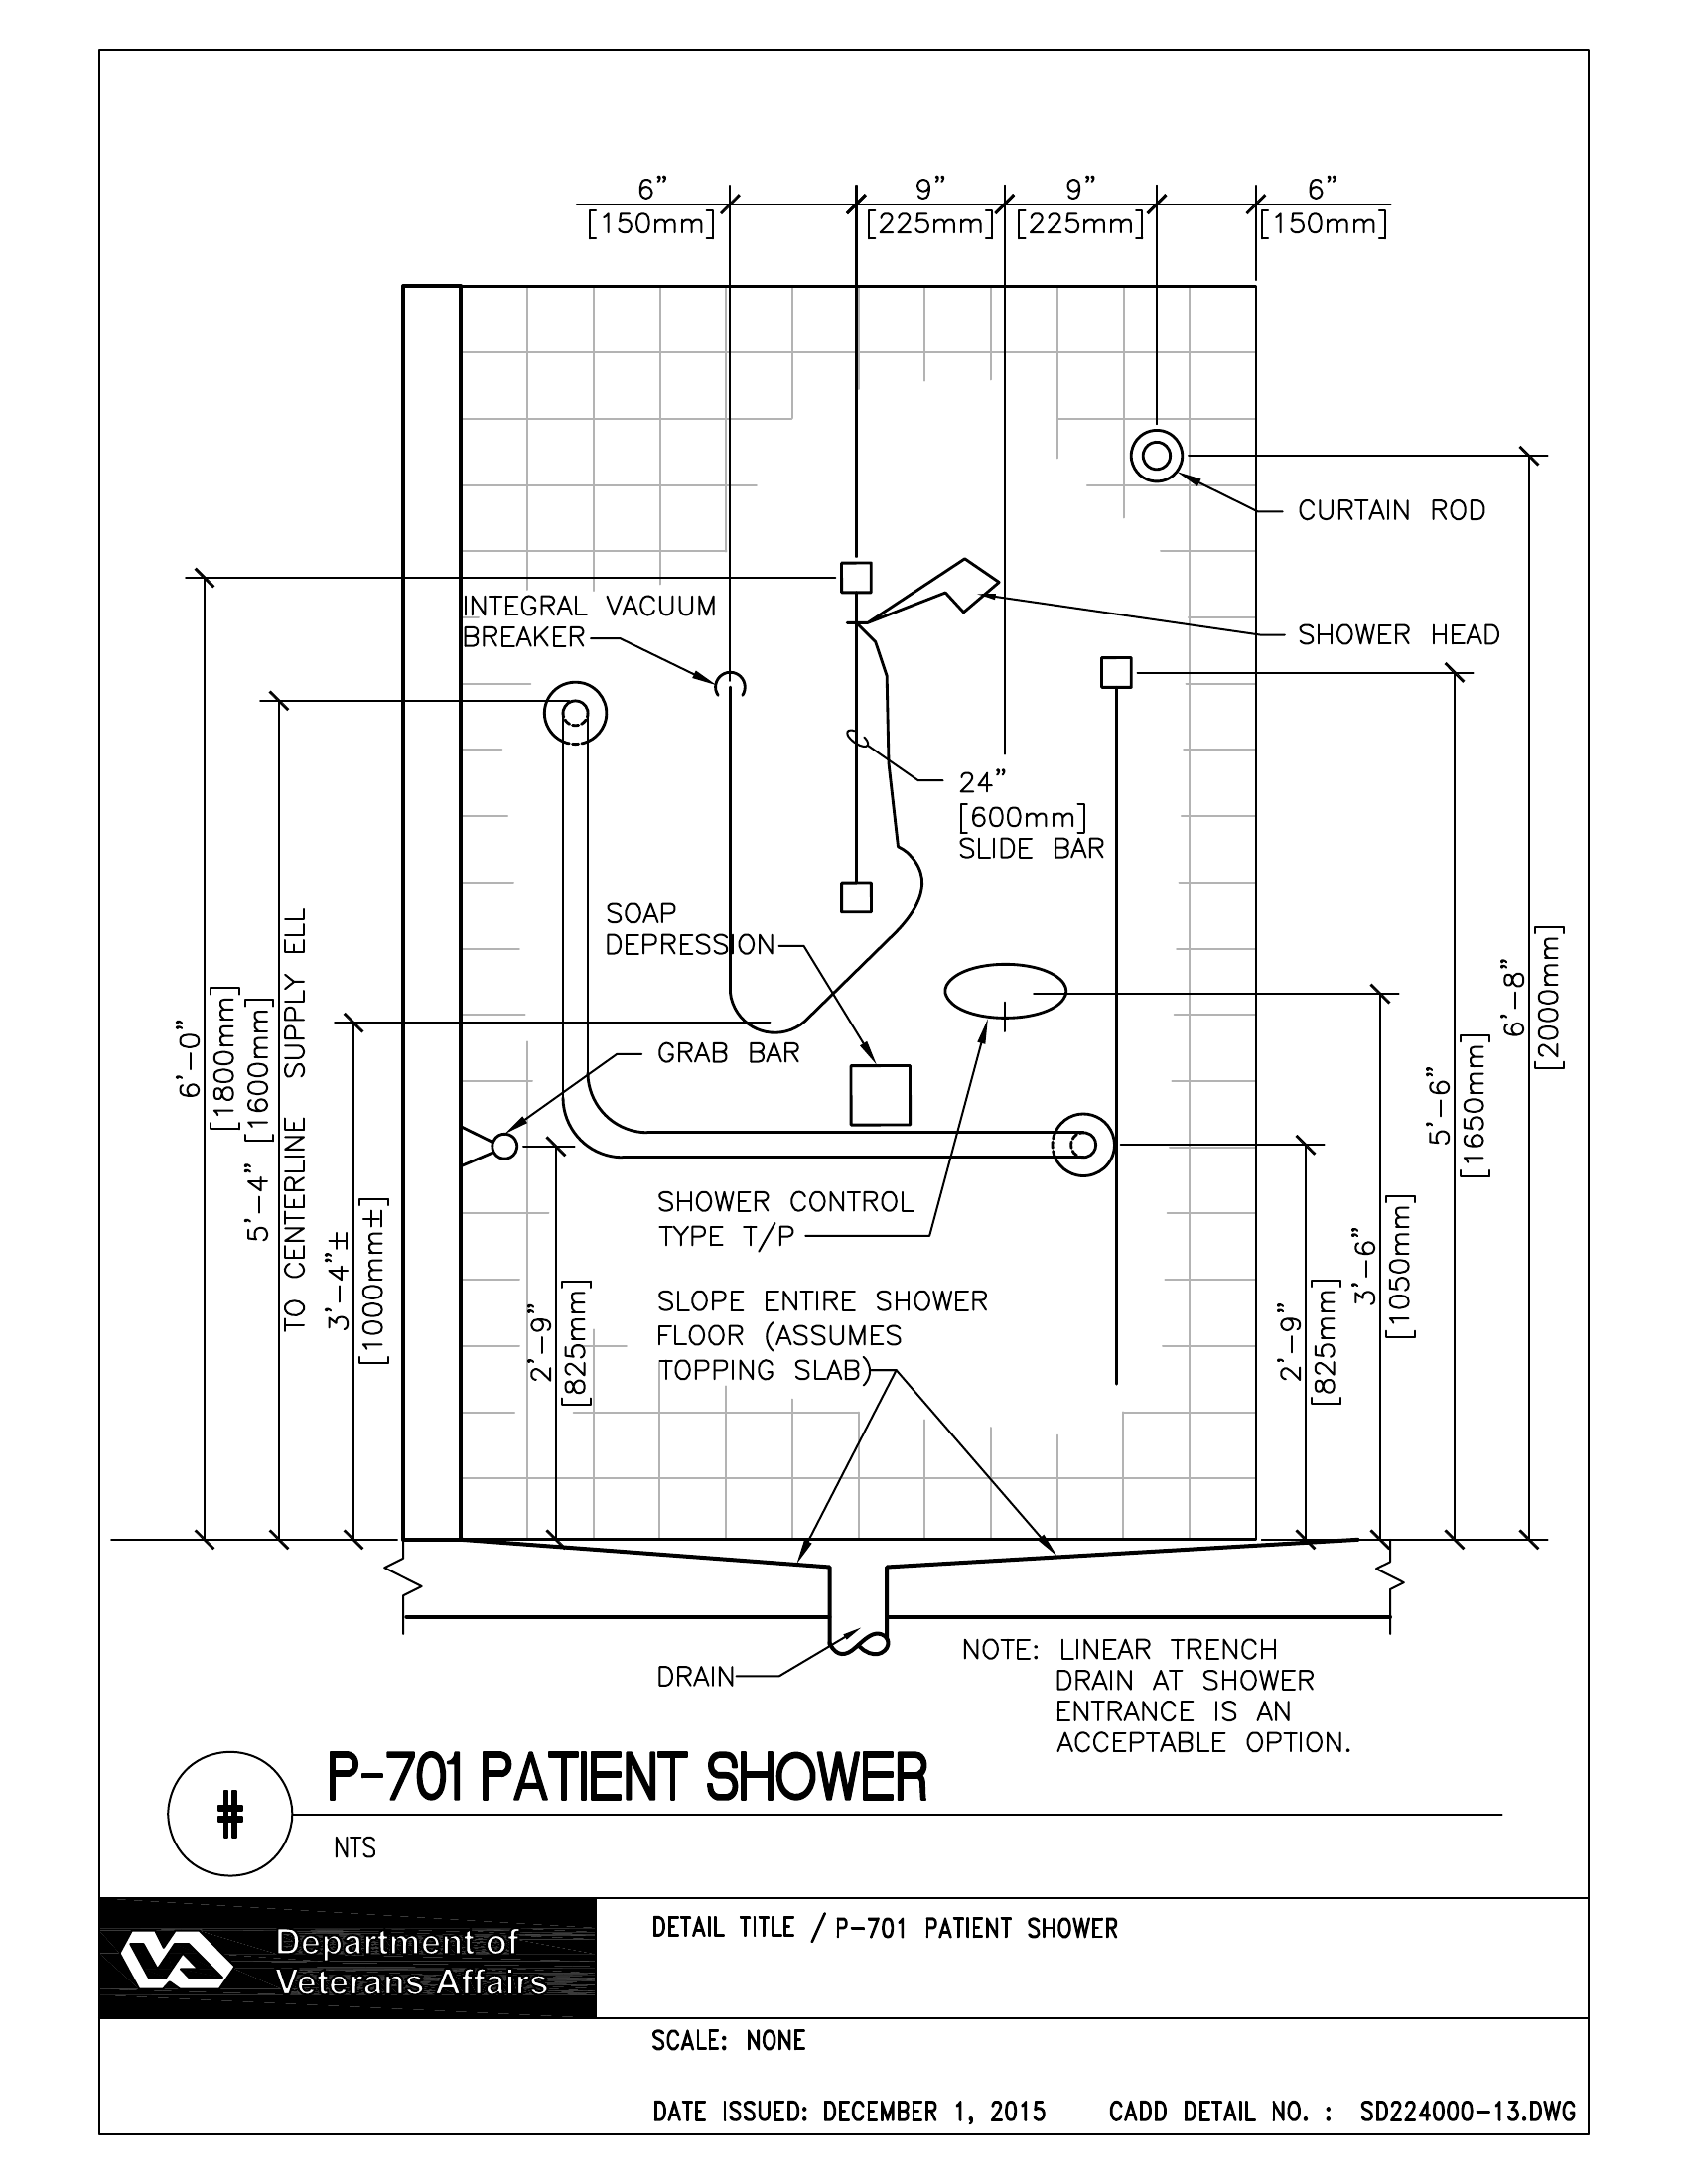 6”
[150mm]
9”
[225mm]
9”
[225mm]
6”
[150mm]
CURTAIN ROD
INTEGRAL VACUUM
BREAKER
SHOWER HEAD
24”
[600mm]
SLIDE BAR
SOAP
DEPRESSION
6’-0”
[1800mm]
5’-4” [1600mm]
TO CENTERLINE SUPPLY ELL
3’-4”±
[1000mm±]
GRAB BAR
6’-8”
[2000mm]
5’-6”
[1650mm]
3’-6”
[1050mm]
2’-9”
[825mm]
2’-9”
[825mm]
SHOWER CONTROL
TYPE T/P
SLOPE ENTIRE SHOWER
FLOOR (ASSUMES
TOPPING SLAB)
DRAIN
NOTE: LINEAR TRENCH
DRAIN AT SHOWER
ENTRANCE IS AN
ACCEPTABLE OPTION.
# P-701 PATIENT SHOWER
NTS
Department of
Veterans Affairs
DETAIL TITLE / P-701 PATIENT SHOWER
SCALE: NONE
DATE ISSUED: DECEMBER 1, 2015 CADD DETAIL NO. : SD224000-13.DWG